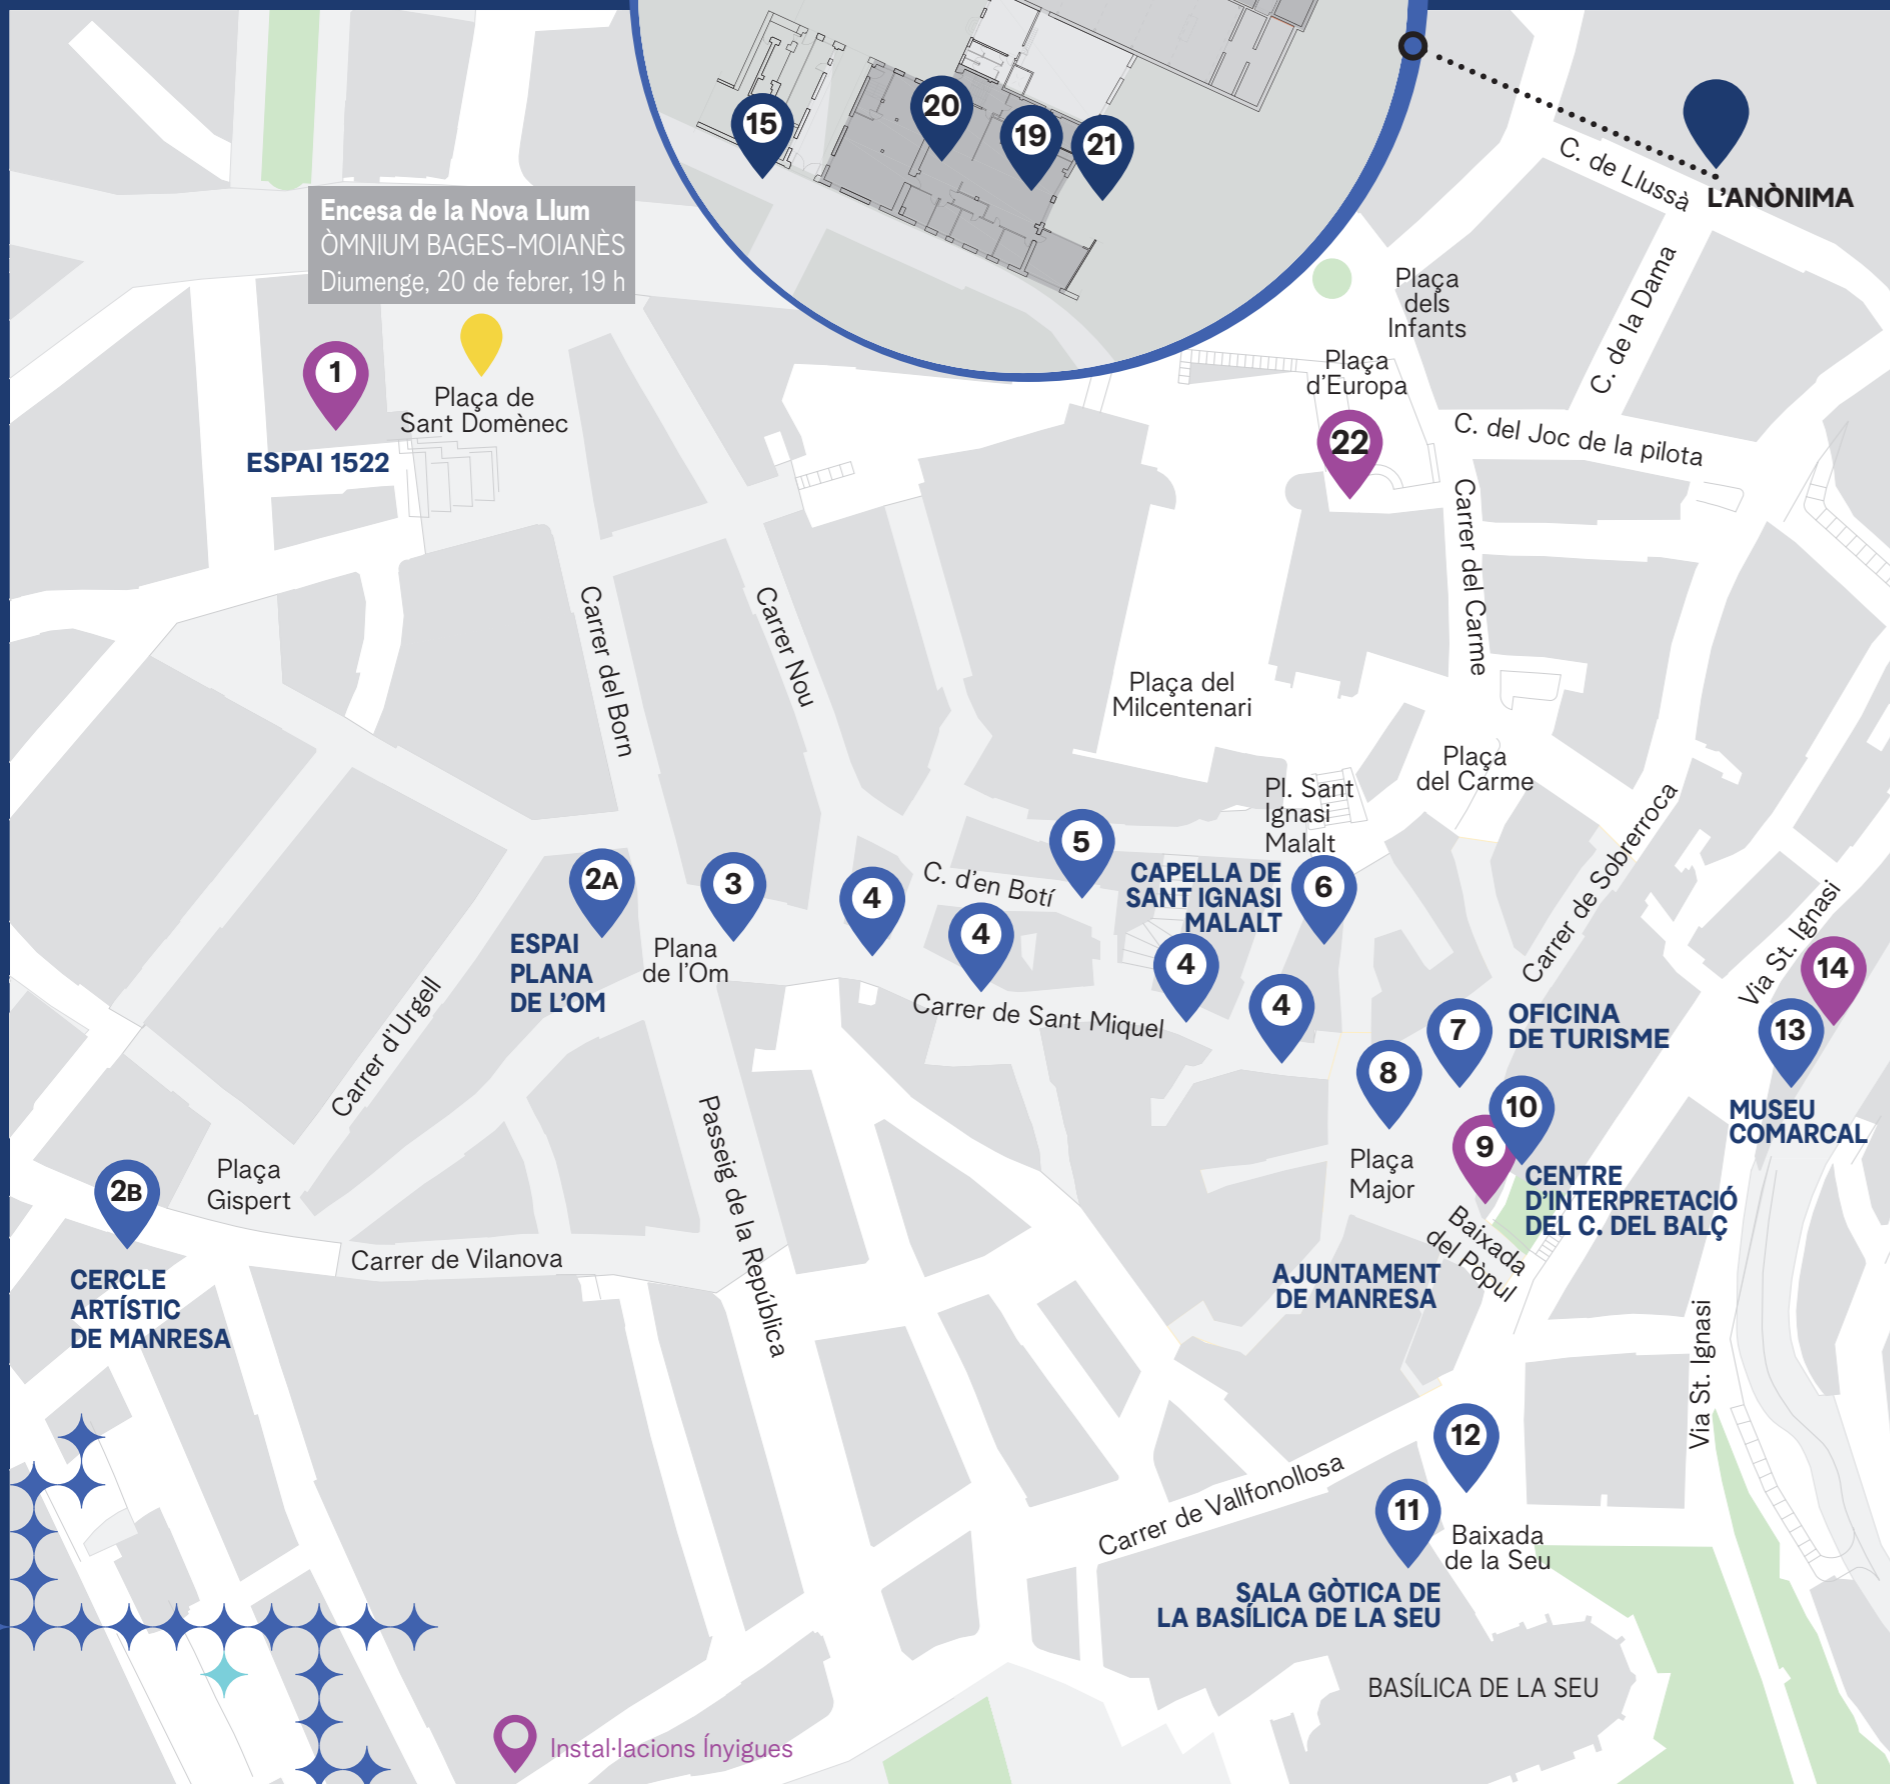 15
20
19
21
C. de Llussà
L'ANÒNIMA
Encesa de la Nova Llum
ÒMNIUM BAGES-MOIANÈS
Diumenge, 20 de febrer, 19 h
C. de la Dama
Plaça
dels
Infants
Plaça
d'Europa
1
Plaça de
Sant Domènec
ESPAI 1522
22
C. del Joc de la pilota
Carrer del Carme
Carrer del Born
Carrer Nou
Plaça del
Milcentenari
Plaça
del Carme
Pl. Sant
Ignasi
Malalt
Carrer de Sobrerroca
5
2A
3
4
C. d'en Botí
CAPELLA DE
SANT IGNASI
MALALT
6
Via St. Ignasi
4
ESPAI
PLANA
DE L'OM
Plana
de l'Om
4
14
Carrer d'Urgell
Carrer de Sant Miquel
4
7
OFICINA
DE TURISME
13
8
10
MUSEU
COMARCAL
Passeig de la República
9
Plaça
Major
2B
Plaça
Gispert
CENTRE
D'INTERPRETACIÓ
DEL C. DEL BALÇ
Baixada
del Pòpul
Carrer de Vilanova
CERCLE
ARTÍSTIC
DE MANRESA
AJUNTAMENT
DE MANRESA
Via St. Ignasi
12
Carrer de Vallfonollosa
11
Baixada
de la Seu
SALA GÒTICA DE
LA BASÍLICA DE LA SEU
BASÍLICA DE LA SEU
Instal·lacions Ínyigues